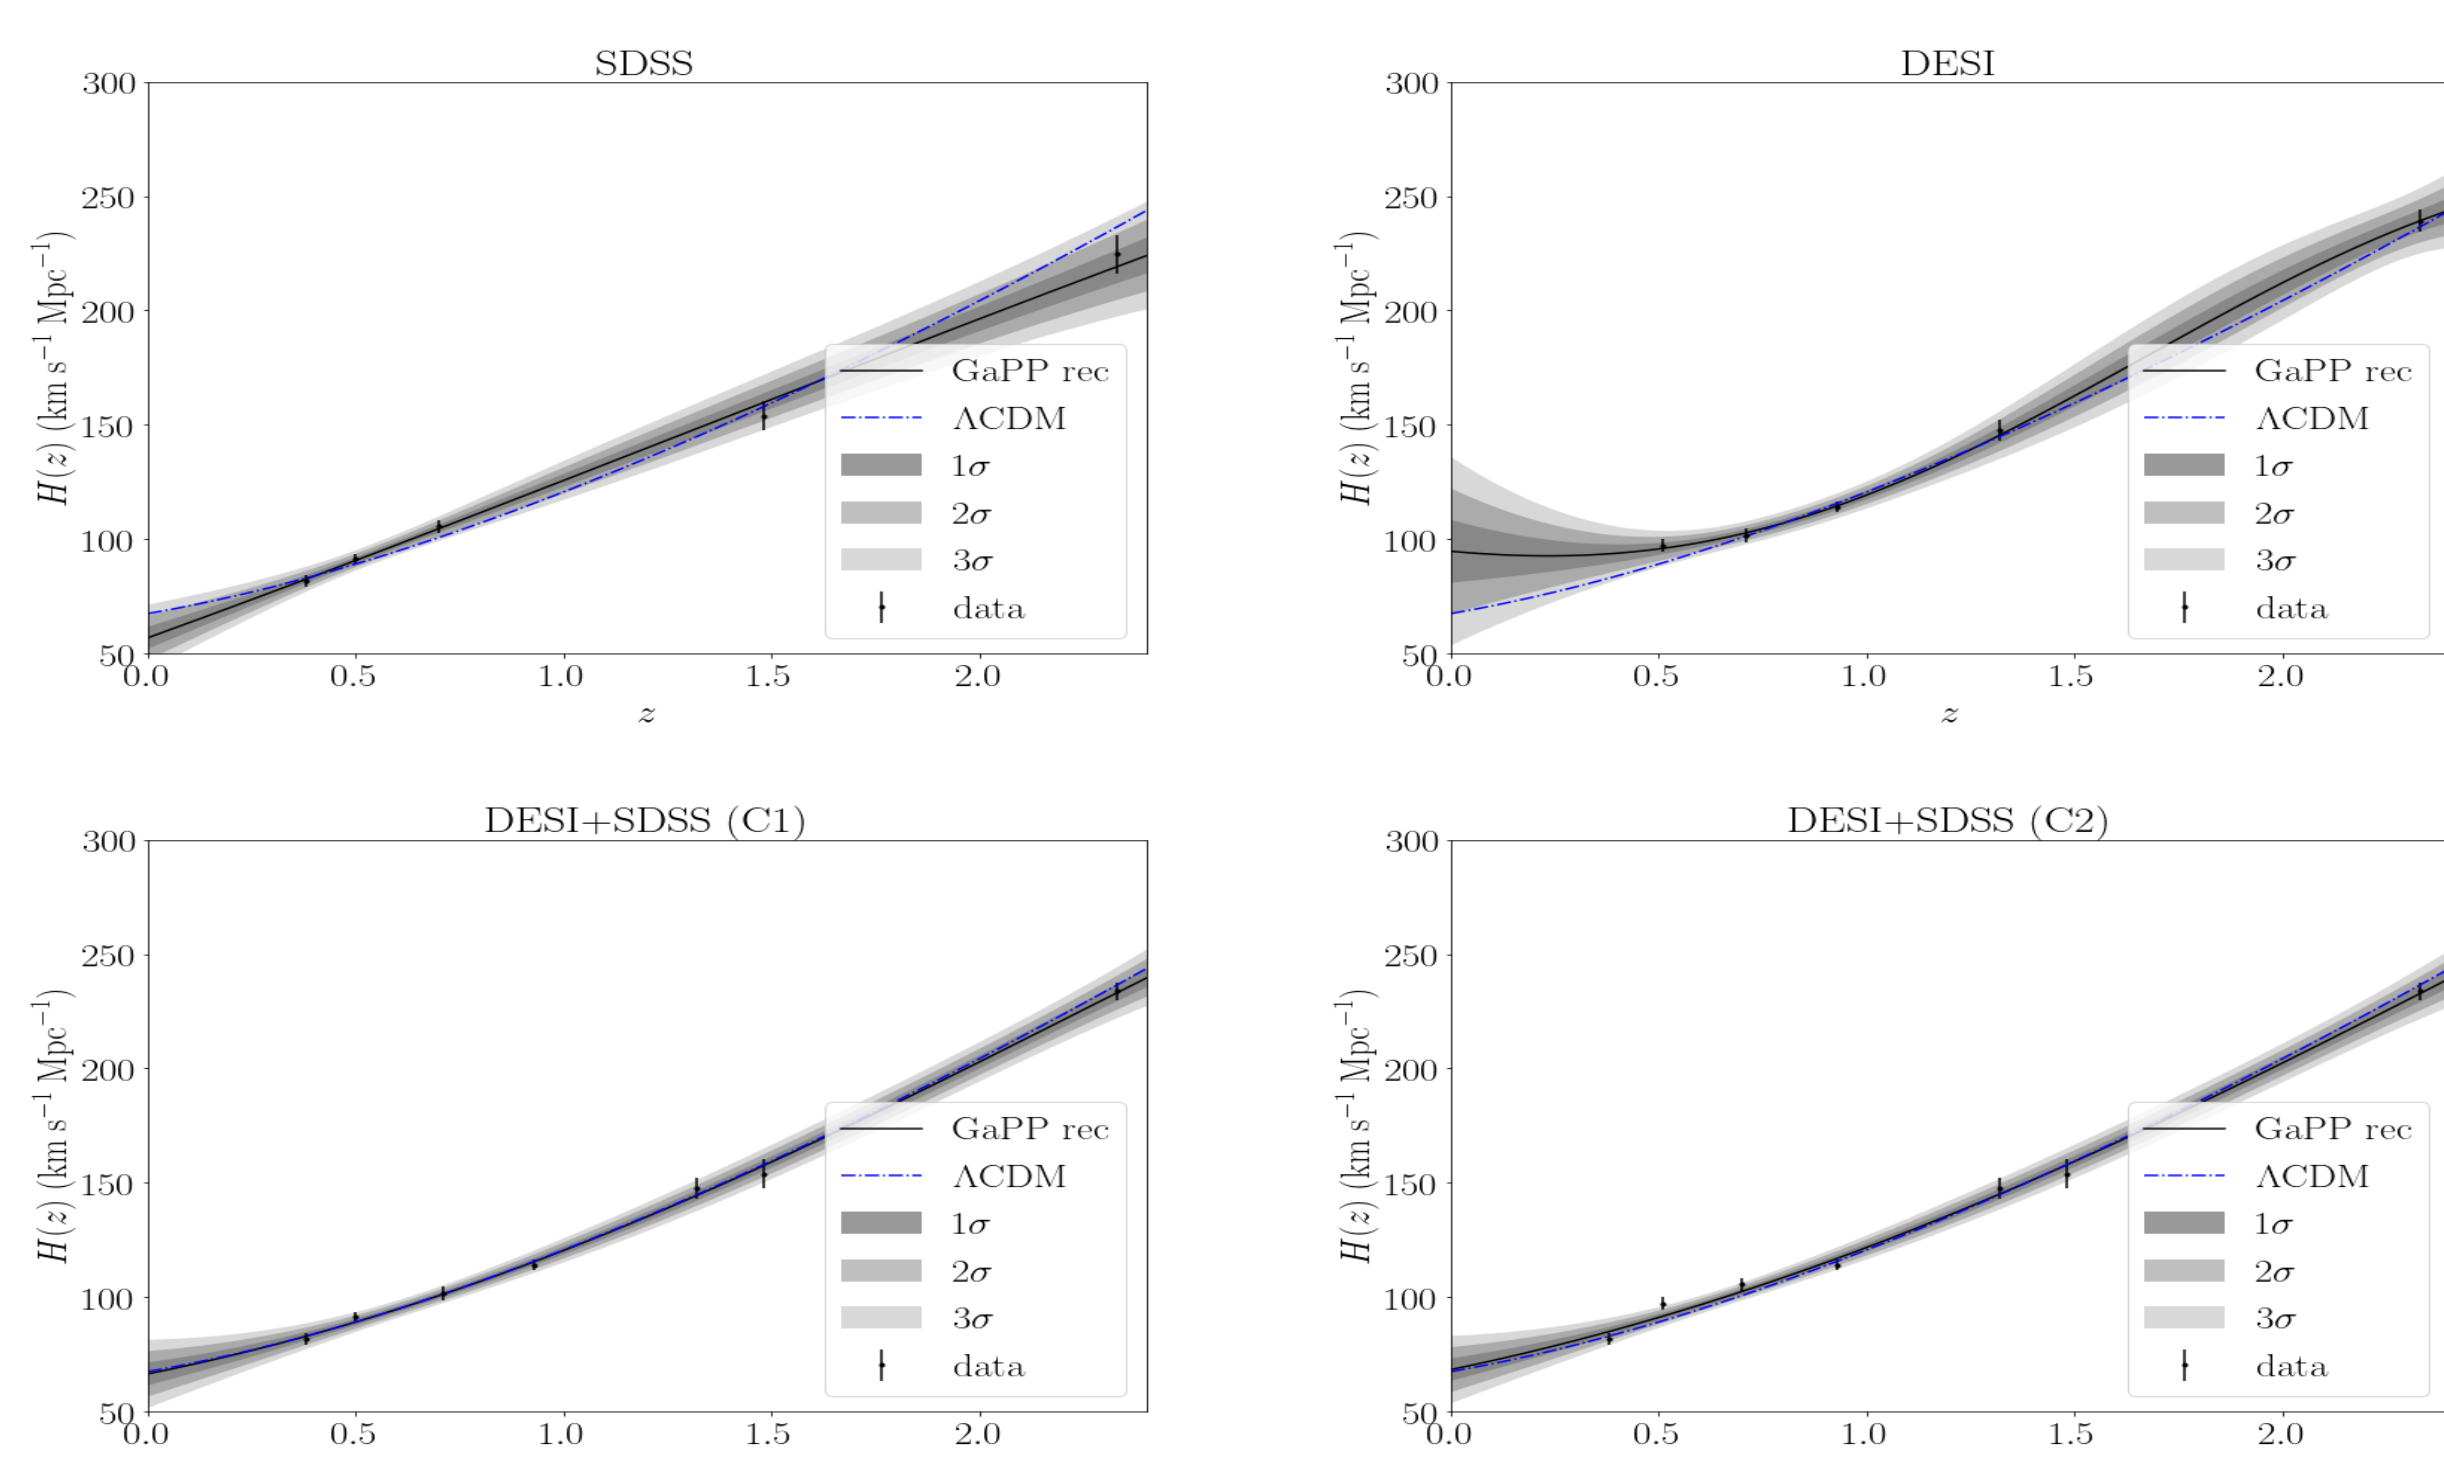 SDSS
300
250
200
150
100
50
H(z) (km s⁻¹ Mpc⁻¹)
0.0 0.5 1.0 1.5 2.0
z
GaPP rec
ΛCDM
1σ
2σ
3σ
data
DESI
300
250
200
150
100
50
H(z) (km s⁻¹ Mpc⁻¹)
0.0 0.5 1.0 1.5 2.0
z
GaPP rec
ΛCDM
1σ
2σ
3σ
data
DESI+SDSS (C1)
300
250
200
150
100
50
H(z) (km s⁻¹ Mpc⁻¹)
0.0 0.5 1.0 1.5 2.0
GaPP rec
ΛCDM
1σ
2σ
3σ
data
DESI+SDSS (C2)
300
250
200
150
100
50
H(z) (km s⁻¹ Mpc⁻¹)
0.0 0.5 1.0 1.5 2.0
GaPP rec
ΛCDM
1σ
2σ
3σ
data